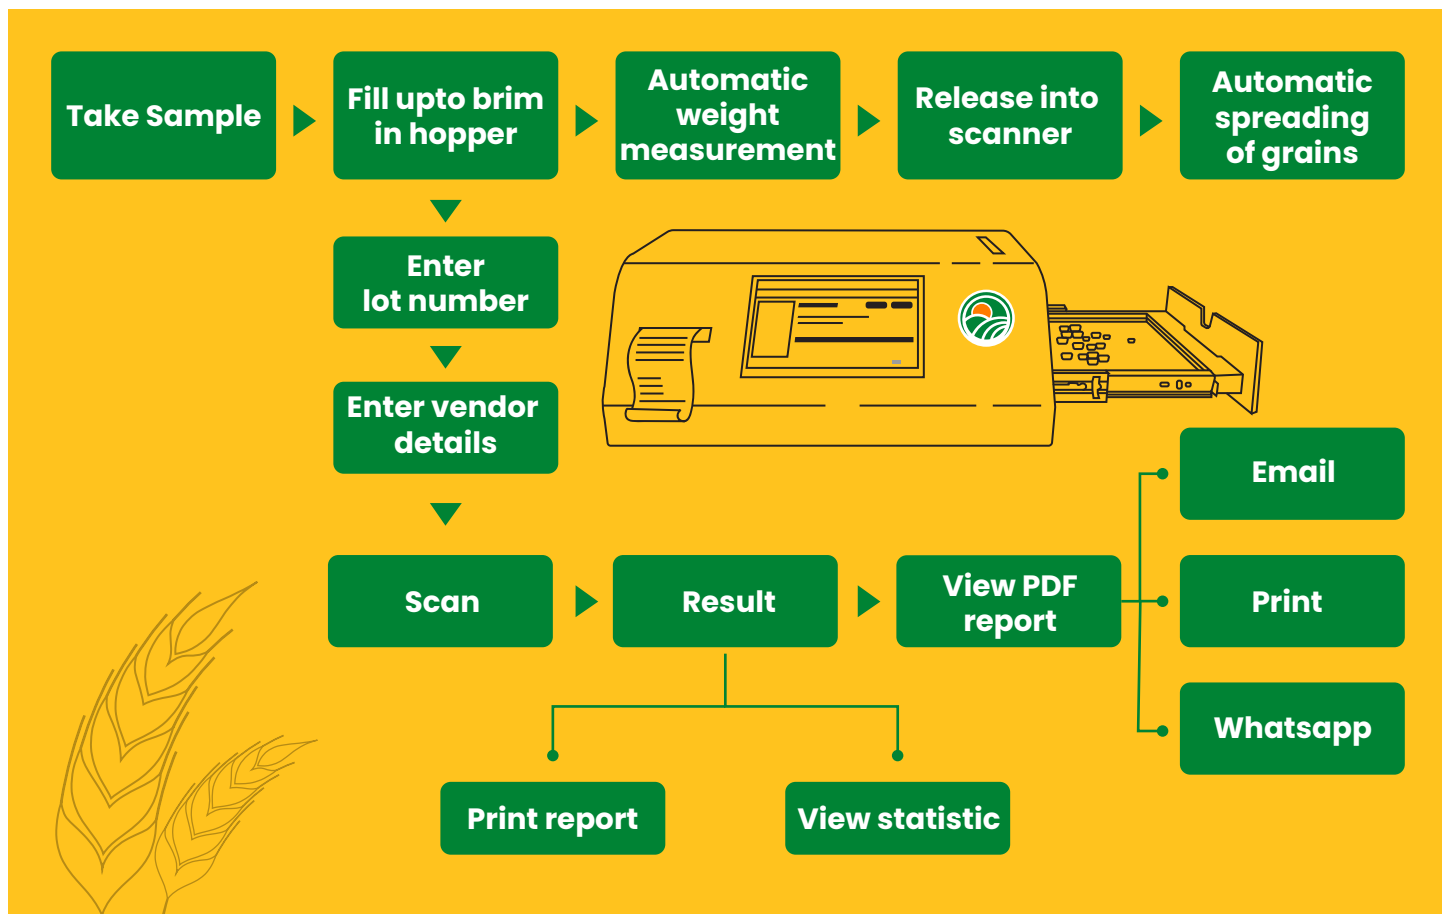 Take Sample
Fill upto brim
in hopper
Automatic
weight
measurement
Release into
scanner
Automatic
spreading
of grains
Enter
lot number
Enter vendor
details
Scan
Result
View PDF
report
Email
Print
Whatsapp
Print report
View statistic